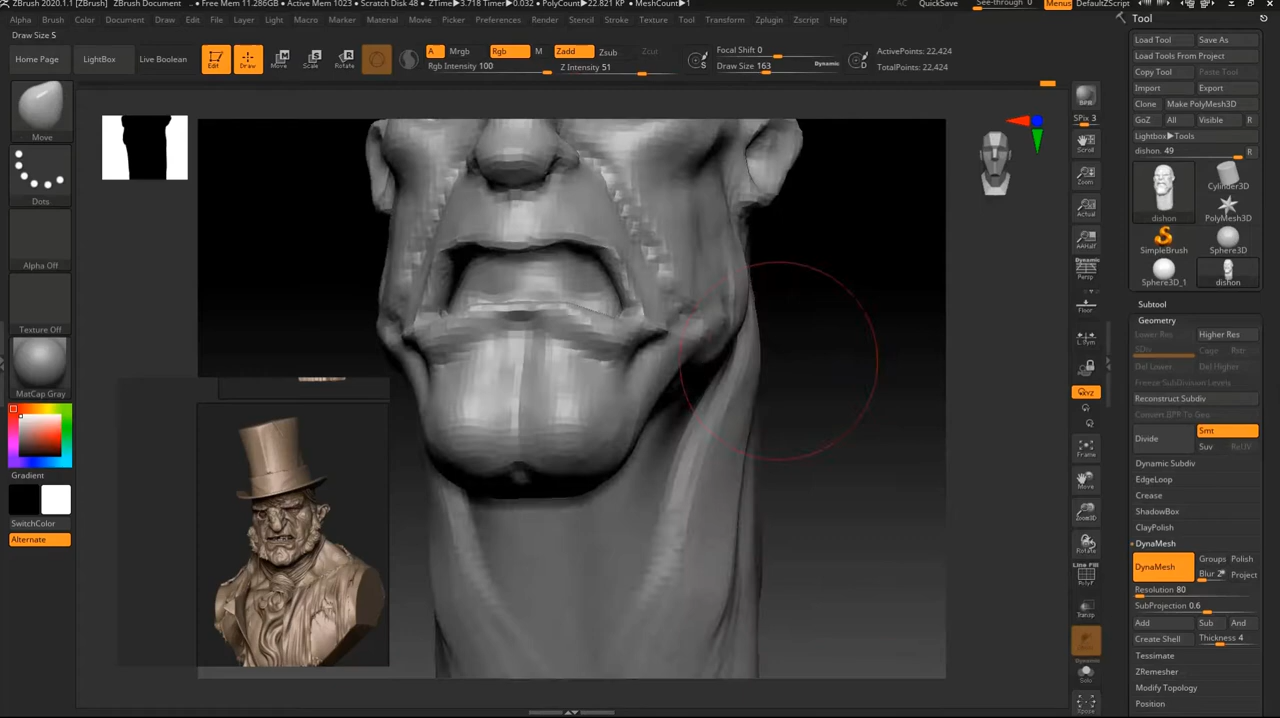 ZBrush 2020.1.1 [ZBrush] ZBrush Document .. • Free Mem 11.286GB • Active Mem 1023 • Scratch Disk 48 • ZTime▶3.718 Timer▶0.032 • PolyCount▶22.821 KP • MeshCount▶1
AC QuickSave See-through 0 Menus DefaultZScript
Alpha Brush Color Document Draw Edit File Layer Light Macro Marker Material Movie Picker Preferences Render Stencil Stroke Texture Tool Transform Zplugin Zscript
Draw Size S
Home Page LightBox Live Boolean
Edit Draw Move Scale Rotate
A Mrgb Rgb M Zadd Zsub Zcut
Rgb Intensity 100 Z Intensity 51
Focal Shift 0
Draw Size 163 Dynamic
ActivePoints: 22,424
TotalPoints: 22,424
Move
Dots
Alpha Off
Texture Off
MatCap Gray
Gradient
SwitchColor
Alternate
BPR
SPix 3
Scroll
Zoom
Actual
AAHalf
Dynamic
Persp
Floor
L.Sym
XYZ
Frame
Move
Zoom3D
Rotate
Line Fill
PolyF
Transp
Dynamic
Solo
Xpose
Tool
Load Tool Save As
Load Tools From Project
Copy Tool Paste Tool
Import Export
Clone Make PolyMesh3D
GoZ All Visible R
Lightbox▶Tools
dishon. 49 R
dishon
Cylinder3D
PolyMesh3D
SimpleBrush Sphere3D
Sphere3D_1 dishon
Subtool
Geometry
Lower Res Higher Res
SDiv Cage Rstr
Del Lower Del Higher
Freeze SubDivision Levels
Reconstruct Subdiv
Convert BPR To Geo
Divide Smt
Suv ReUV
Dynamic Subdiv
EdgeLoop
Crease
ShadowBox
ClayPolish
DynaMesh
DynaMesh Groups Polish
Blur 2 Project
Resolution 80
SubProjection 0.6
Add Sub And
Create Shell Thickness 4
Tessimate
ZRemesher
Modify Topology
Position